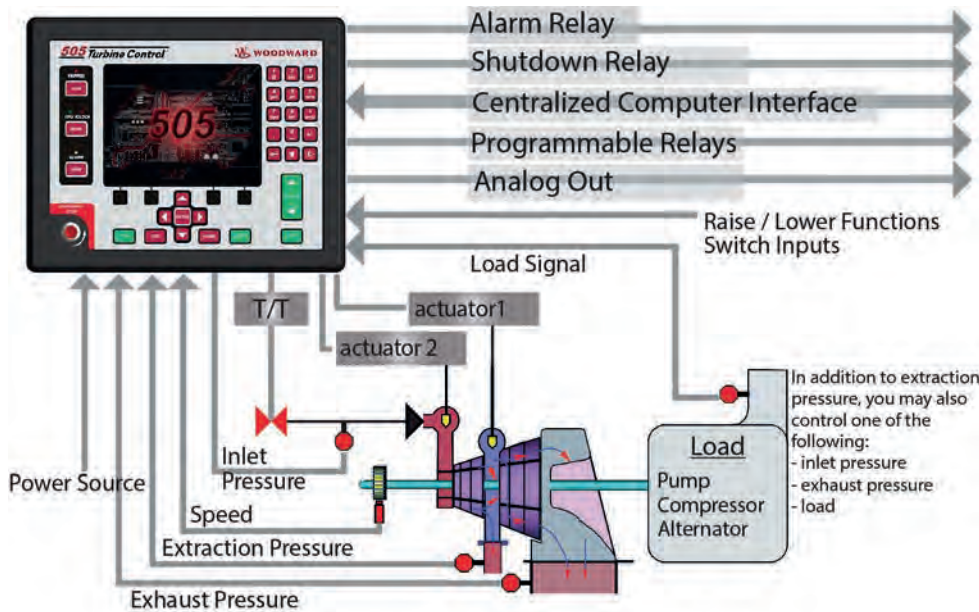 505 Turbine Control
WOODWARD
505
Alarm Relay
Shutdown Relay
Centralized Computer Interface
Programmable Relays
Analog Out
Raise / Lower Functions
Switch Inputs
Load Signal
T/T
actuator1
actuator 2
In addition to extraction
pressure, you may also
control one of the
following:
- inlet pressure
- exhaust pressure
- load
Load
Pump
Compressor
Alternator
Inlet
Pressure
Power Source
Speed
Extraction Pressure
Exhaust Pressure